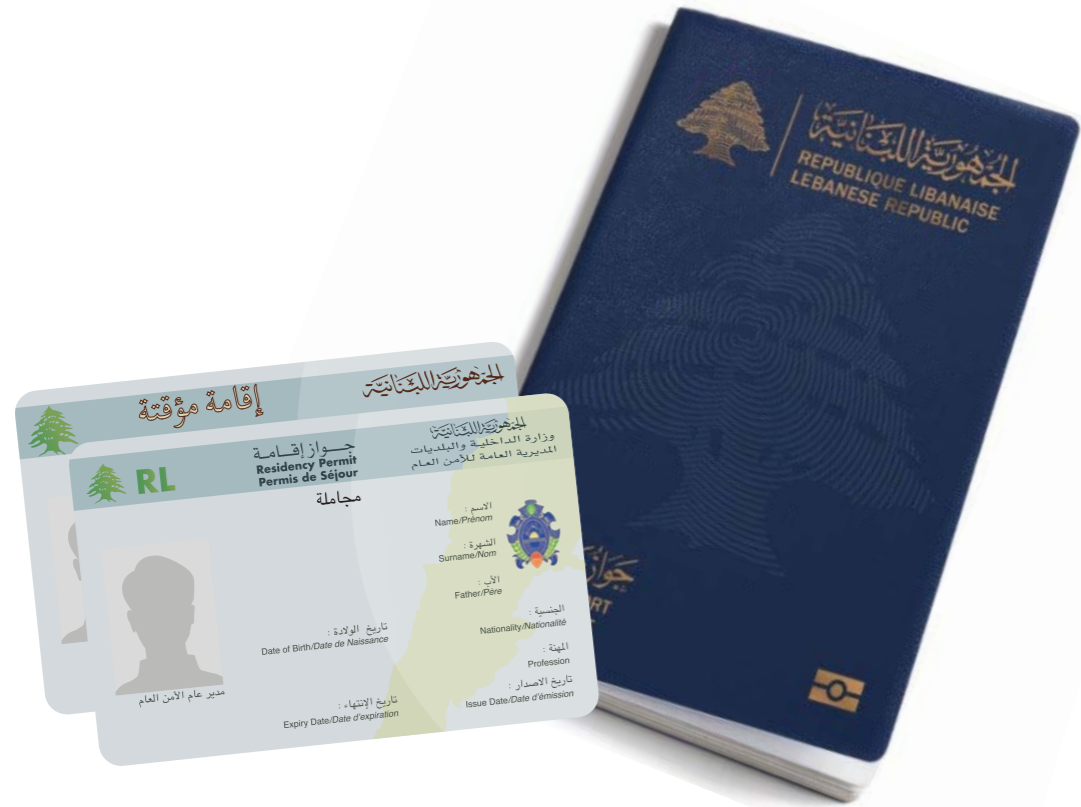 الجمهورية اللبنانية
REPUBLIQUE LIBANAISE
LEBANESE REPUBLIC
جواز
RT
الجمهورية اللبنانية
إقامة مؤقتة
الجمهورية اللبنانية
وزارة الداخلية والبلديات
المديرية العامة للأمن العام
جـــواز إقــامــة
Residency Permit
Permis de Séjour
RL
مجاملة
الاسم :
Name/Prénom
الشهرة :
Surname/Nom
الأب :
Father/Père
الجنسية :
Nationality/Nationalité
تاريخ الولادة :
Date of Birth/Date de Naissance
المهنة :
Profession
تاريخ الاصدار :
Issue Date/Date d'émission
تاريخ الإنتهاء :
Expiry Date/Date d'expiration
مدير عام الأمن العام